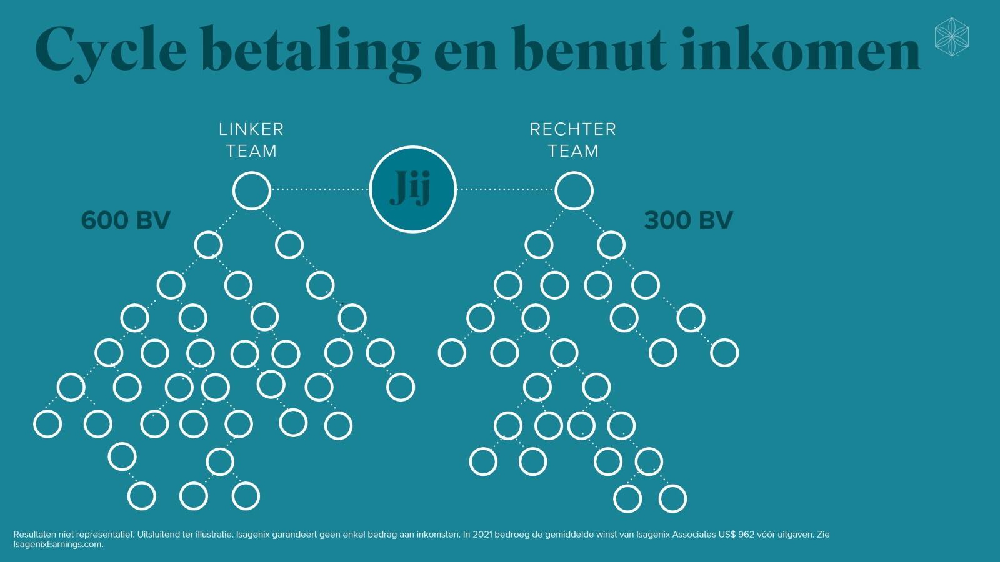 Cycle betaling en benut inkomen
LINKER
TEAM
RECHTER
TEAM
Jij
600 BV
300 BV
Resultaten niet representatief. Uitsluitend ter illustratie. Isagenix garandeert geen enkel bedrag aan inkomsten. In 2021 bedroeg de gemiddelde winst van Isagenix Associates US$ 962 vóór uitgaven. Zie
IsagenixEarnings.com.